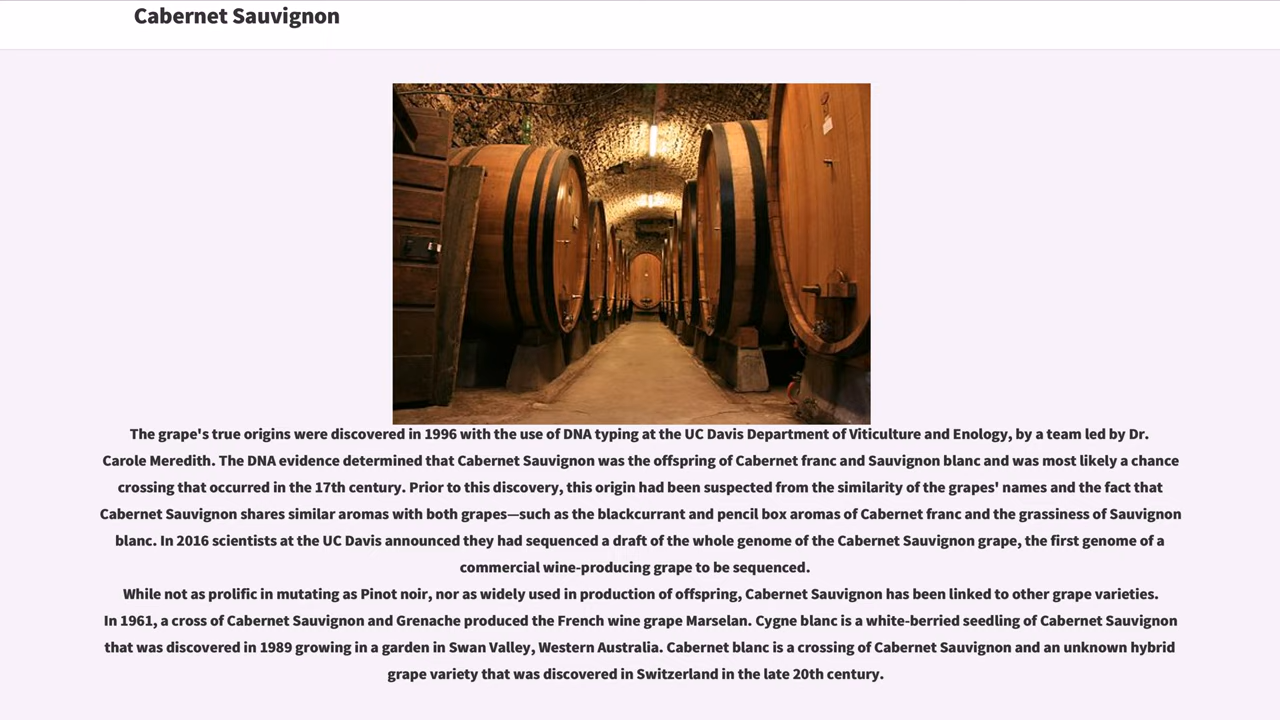 Cabernet Sauvignon
The grape's true origins were discovered in 1996 with the use of DNA typing at the UC Davis Department of Viticulture and Enology, by a team led by Dr.
Carole Meredith. The DNA evidence determined that Cabernet Sauvignon was the offspring of Cabernet franc and Sauvignon blanc and was most likely a chance
crossing that occurred in the 17th century. Prior to this discovery, this origin had been suspected from the similarity of the grapes' names and the fact that
Cabernet Sauvignon shares similar aromas with both grapes—such as the blackcurrant and pencil box aromas of Cabernet franc and the grassiness of Sauvignon
blanc. In 2016 scientists at the UC Davis announced they had sequenced a draft of the whole genome of the Cabernet Sauvignon grape, the first genome of a
commercial wine-producing grape to be sequenced.
While not as prolific in mutating as Pinot noir, nor as widely used in production of offspring, Cabernet Sauvignon has been linked to other grape varieties.
In 1961, a cross of Cabernet Sauvignon and Grenache produced the French wine grape Marselan. Cygne blanc is a white-berried seedling of Cabernet Sauvignon
that was discovered in 1989 growing in a garden in Swan Valley, Western Australia. Cabernet blanc is a crossing of Cabernet Sauvignon and an unknown hybrid
grape variety that was discovered in Switzerland in the late 20th century.